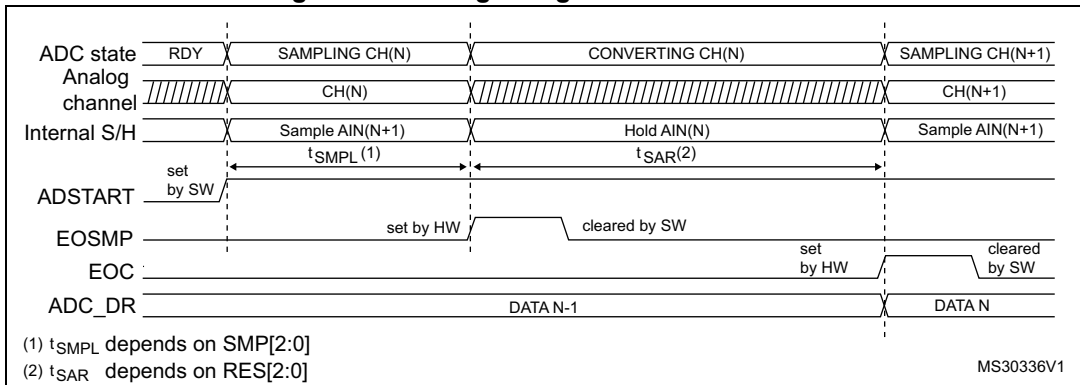 ADC state RDY SAMPLING CH(N) CONVERTING CH(N) SAMPLING CH(N+1)
Analog
channel CH(N) CH(N+1)
Internal S/H Sample AIN(N+1) Hold AIN(N) Sample AIN(N+1)
tSMPL (1) tSAR(2)
set
by SW
ADSTART
EOSMP set by HW cleared by SW
set cleared
by HW by SW
EOC
ADC_DR DATA N-1 DATA N
(1) tSMPL depends on SMP[2:0]
(2) tSAR depends on RES[2:0]
MS30336V1